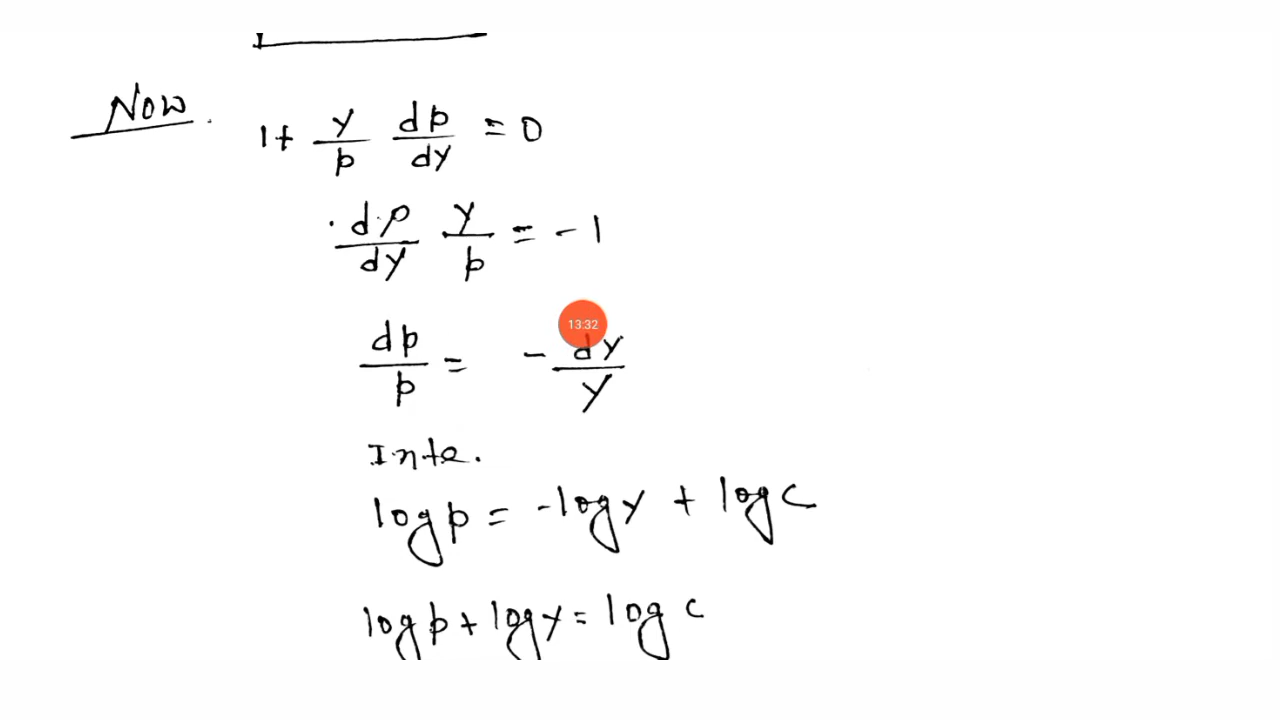 Now. 1+ y/p dp/dy = 0
dp/dy y/p = -1
13:32
dp/p = - dy/y
Inte.
log p = -log y + log c
log p + log y = log c